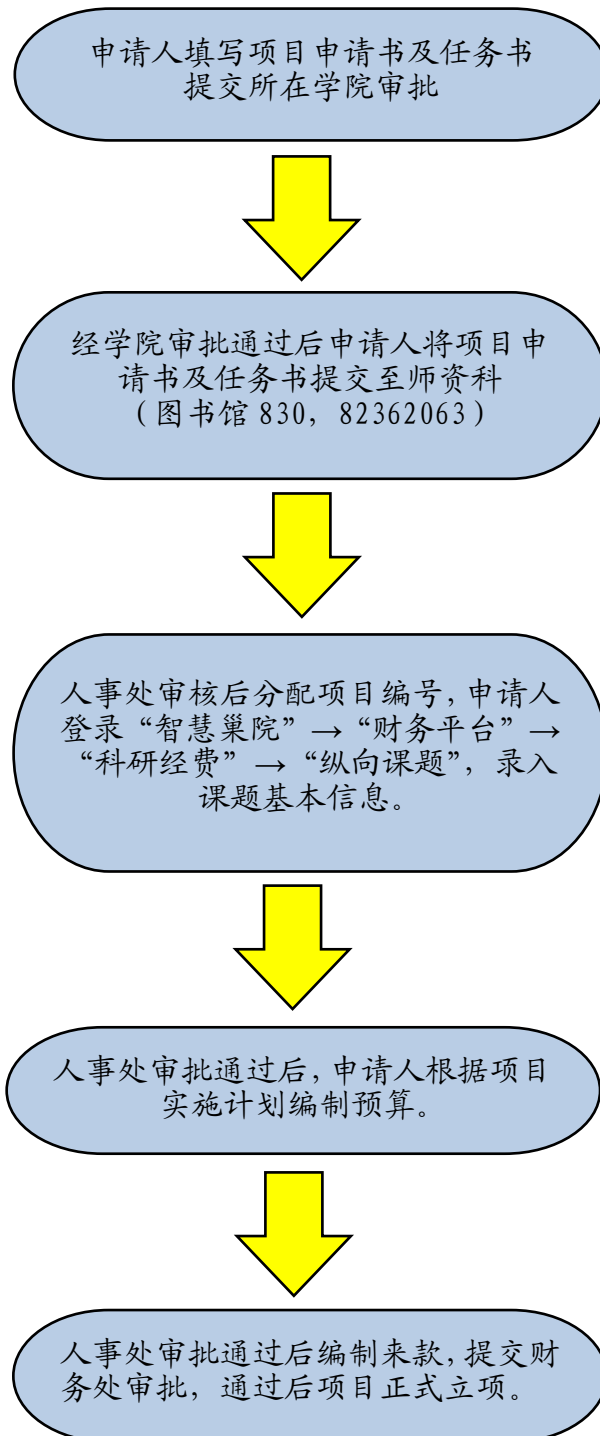 申请人填写项目申请书及任务书
提交所在学院审批
经学院审批通过后申请人将项目申
请书及任务书提交至师资科
（图书馆 830，82362063）
人事处审核后分配项目编号，申请人
登录“智慧巢院”→“财务平台”→
“科研经费”→“纵向课题”，录入
课题基本信息。
人事处审批通过后，申请人根据项目
实施计划编制预算。
人事处审批通过后编制来款，提交财
务处审批，通过后项目正式立项。